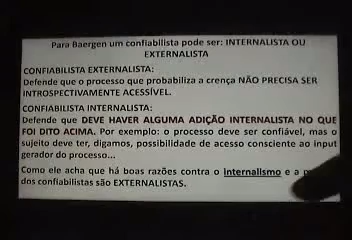 Para Baergen um confiabilista pode ser: INTERNALISTA OU
EXTERNALISTA
CONFIABILISTA EXTERNALISTA:
Defende que o processo que probabiliza a crença NÃO PRECISA SER
INTROSPECTIVAMENTE ACESSÍVEL.
CONFIABILISTA INTERNALISTA:
Defende que DEVE HAVER ALGUMA ADIÇÃO INTERNALISTA NO QUE
FOI DITO ACIMA. Por exemplo: o processo deve ser confiável, mas o
sujeito deve ter, digamos, possibilidade de acesso consciente ao input
gerador do processo...
Como ele acha que há boas razões contra o internalismo e a
dos confiabilistas são EXTERNALISTAS.